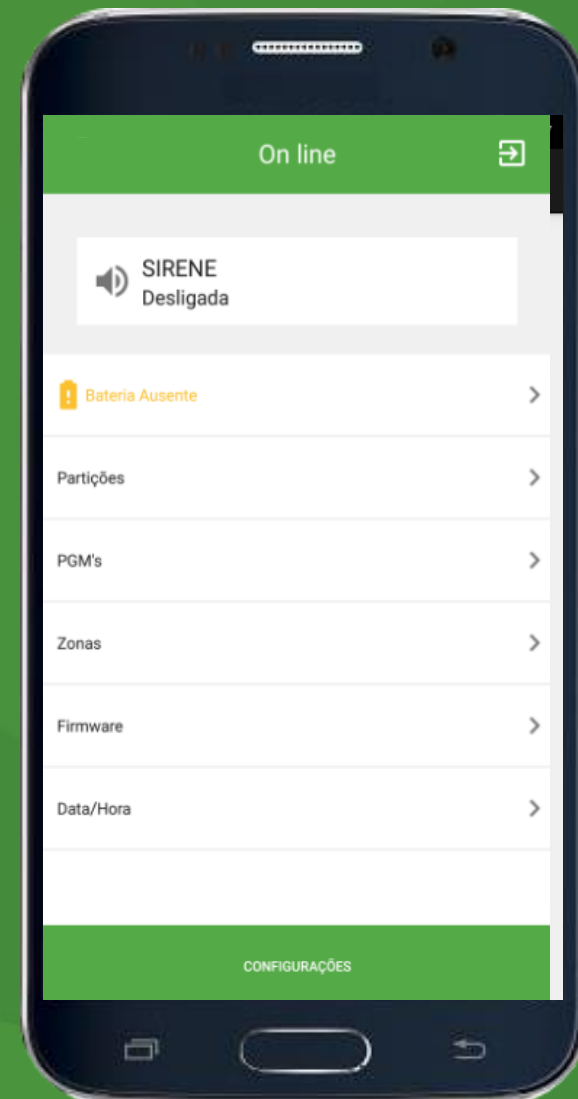 On line
SIRENE
Desligada
Bateria Ausente
Partições
PGM's
Zonas
Firmware
Data/Hora
CONFIGURAÇÕES